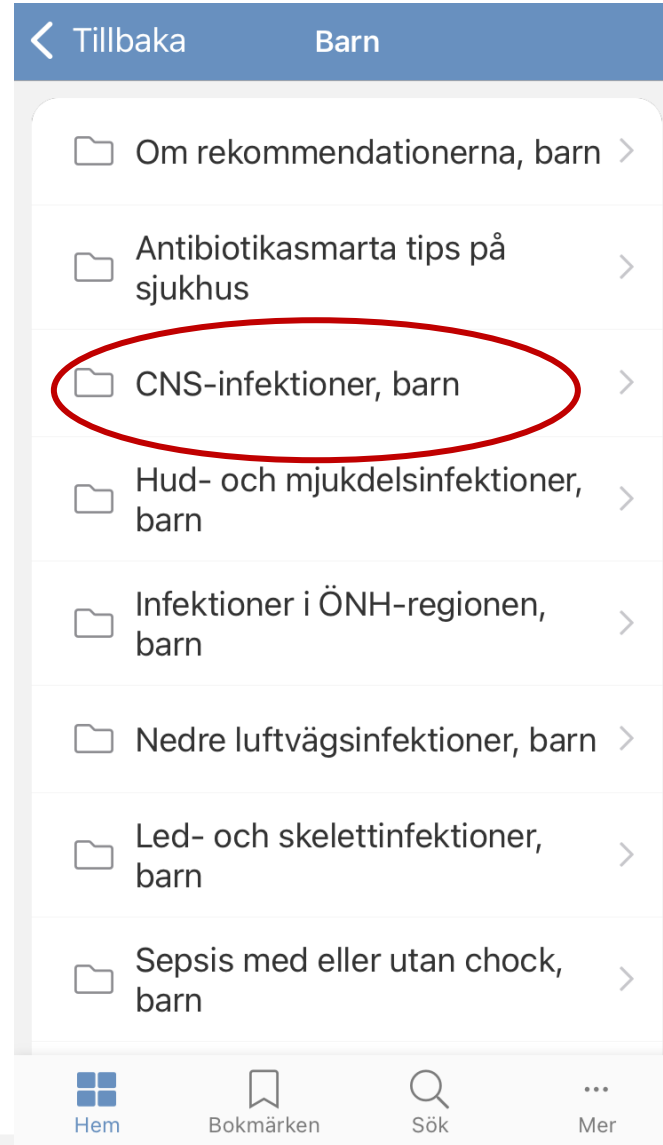 Tillbaka
Barn
Om rekommendationerna, barn
Antibiotikasmarta tips på
sjukhus
CNS-infektioner, barn
Hud- och mjukdelsinfektioner,
barn
Infektioner i ÖNH-regionen,
barn
Nedre luftvägsinfektioner, barn
Led- och skelettinfektioner,
barn
Sepsis med eller utan chock,
barn
Hem
Bokmärken
Sök
Mer